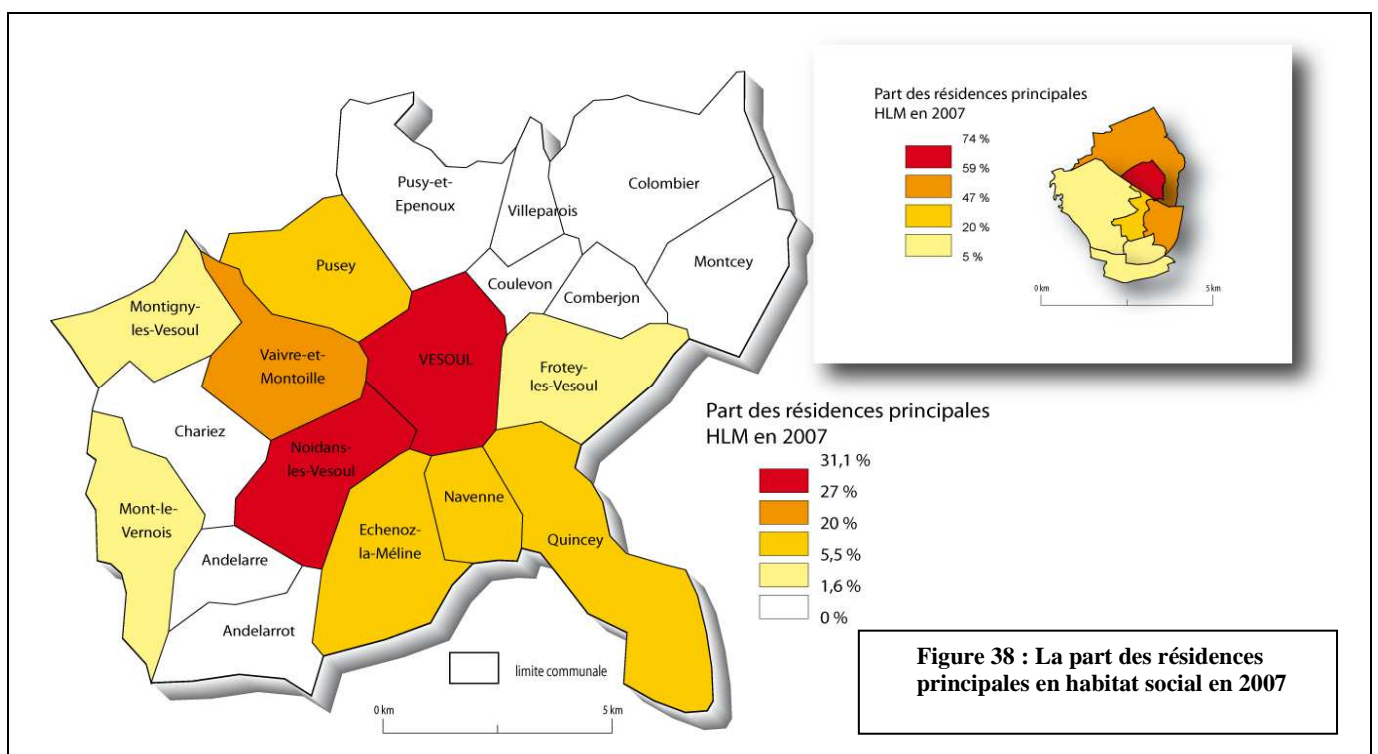 Pusy-et-
Epenoux
Villeparois
Colombier
Montcey
Pusey
Coulevon
Comberjon
Montigny-
les-Vesoul
Vaivre-et-
Montoille
VESOUL
Frotey-
les-Vesoul
Chariez
Noidans-
les-Vesoul
Mont-le-
Vernois
Navenne
Echenoz-
la-Méline
Quincey
Andelarre
Andelarrot
limite communale
0 km
5 km
Part des résidences principales
HLM en 2007
74 %
59 %
47 %
20 %
5 %
0 km
5 km
Part des résidences principales
HLM en 2007
31,1 %
27 %
20 %
5,5 %
1,6 %
0 %
Figure 38 : La part des résidences
principales en habitat social en 2007